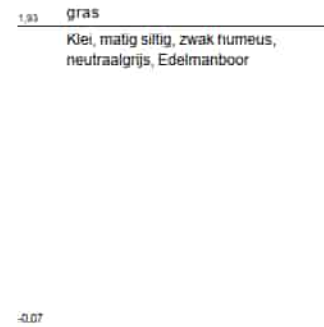 1,93 gras
Klei, matig siltig, zwak humeus,
neutraalgrijs, Edelmanboor
-0,07